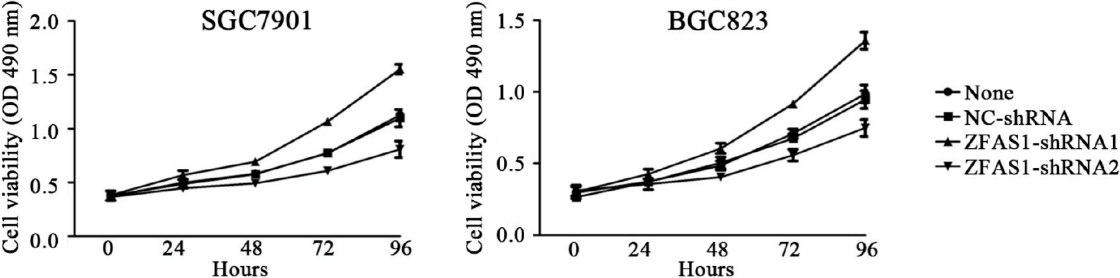 SGC7901
Cell viability (OD 490 nm)
2.0
1.5
1.0
0.5
0.0
0 24 48 72 96
Hours
BGC823
Cell viability (OD 490 nm)
1.5
1.0
0.5
0.0
0 24 48 72 96
Hours
None
NC-shRNA
ZFAS1-shRNA1
ZFAS1-shRNA2